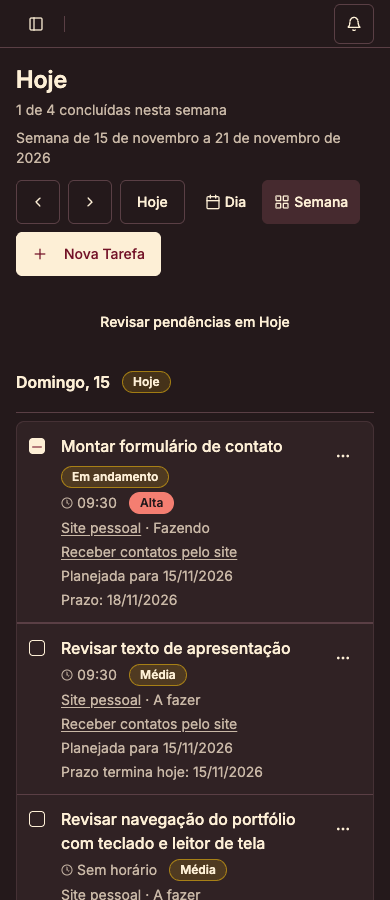 Hoje
1 de 4 concluídas nesta semana
Semana de 15 de novembro a 21 de novembro de
2026
Hoje
Dia
Semana
Nova Tarefa
Revisar pendências em Hoje
Domingo, 15 Hoje
Montar formulário de contato
Em andamento
09:30 Alta
Site pessoal · Fazendo
Receber contatos pelo site
Planejada para 15/11/2026
Prazo: 18/11/2026
Revisar texto de apresentação
09:30 Média
Site pessoal · A fazer
Receber contatos pelo site
Planejada para 15/11/2026
Prazo termina hoje: 15/11/2026
Revisar navegação do portfólio
com teclado e leitor de tela
Sem horário Média
Site pessoal · A fazer